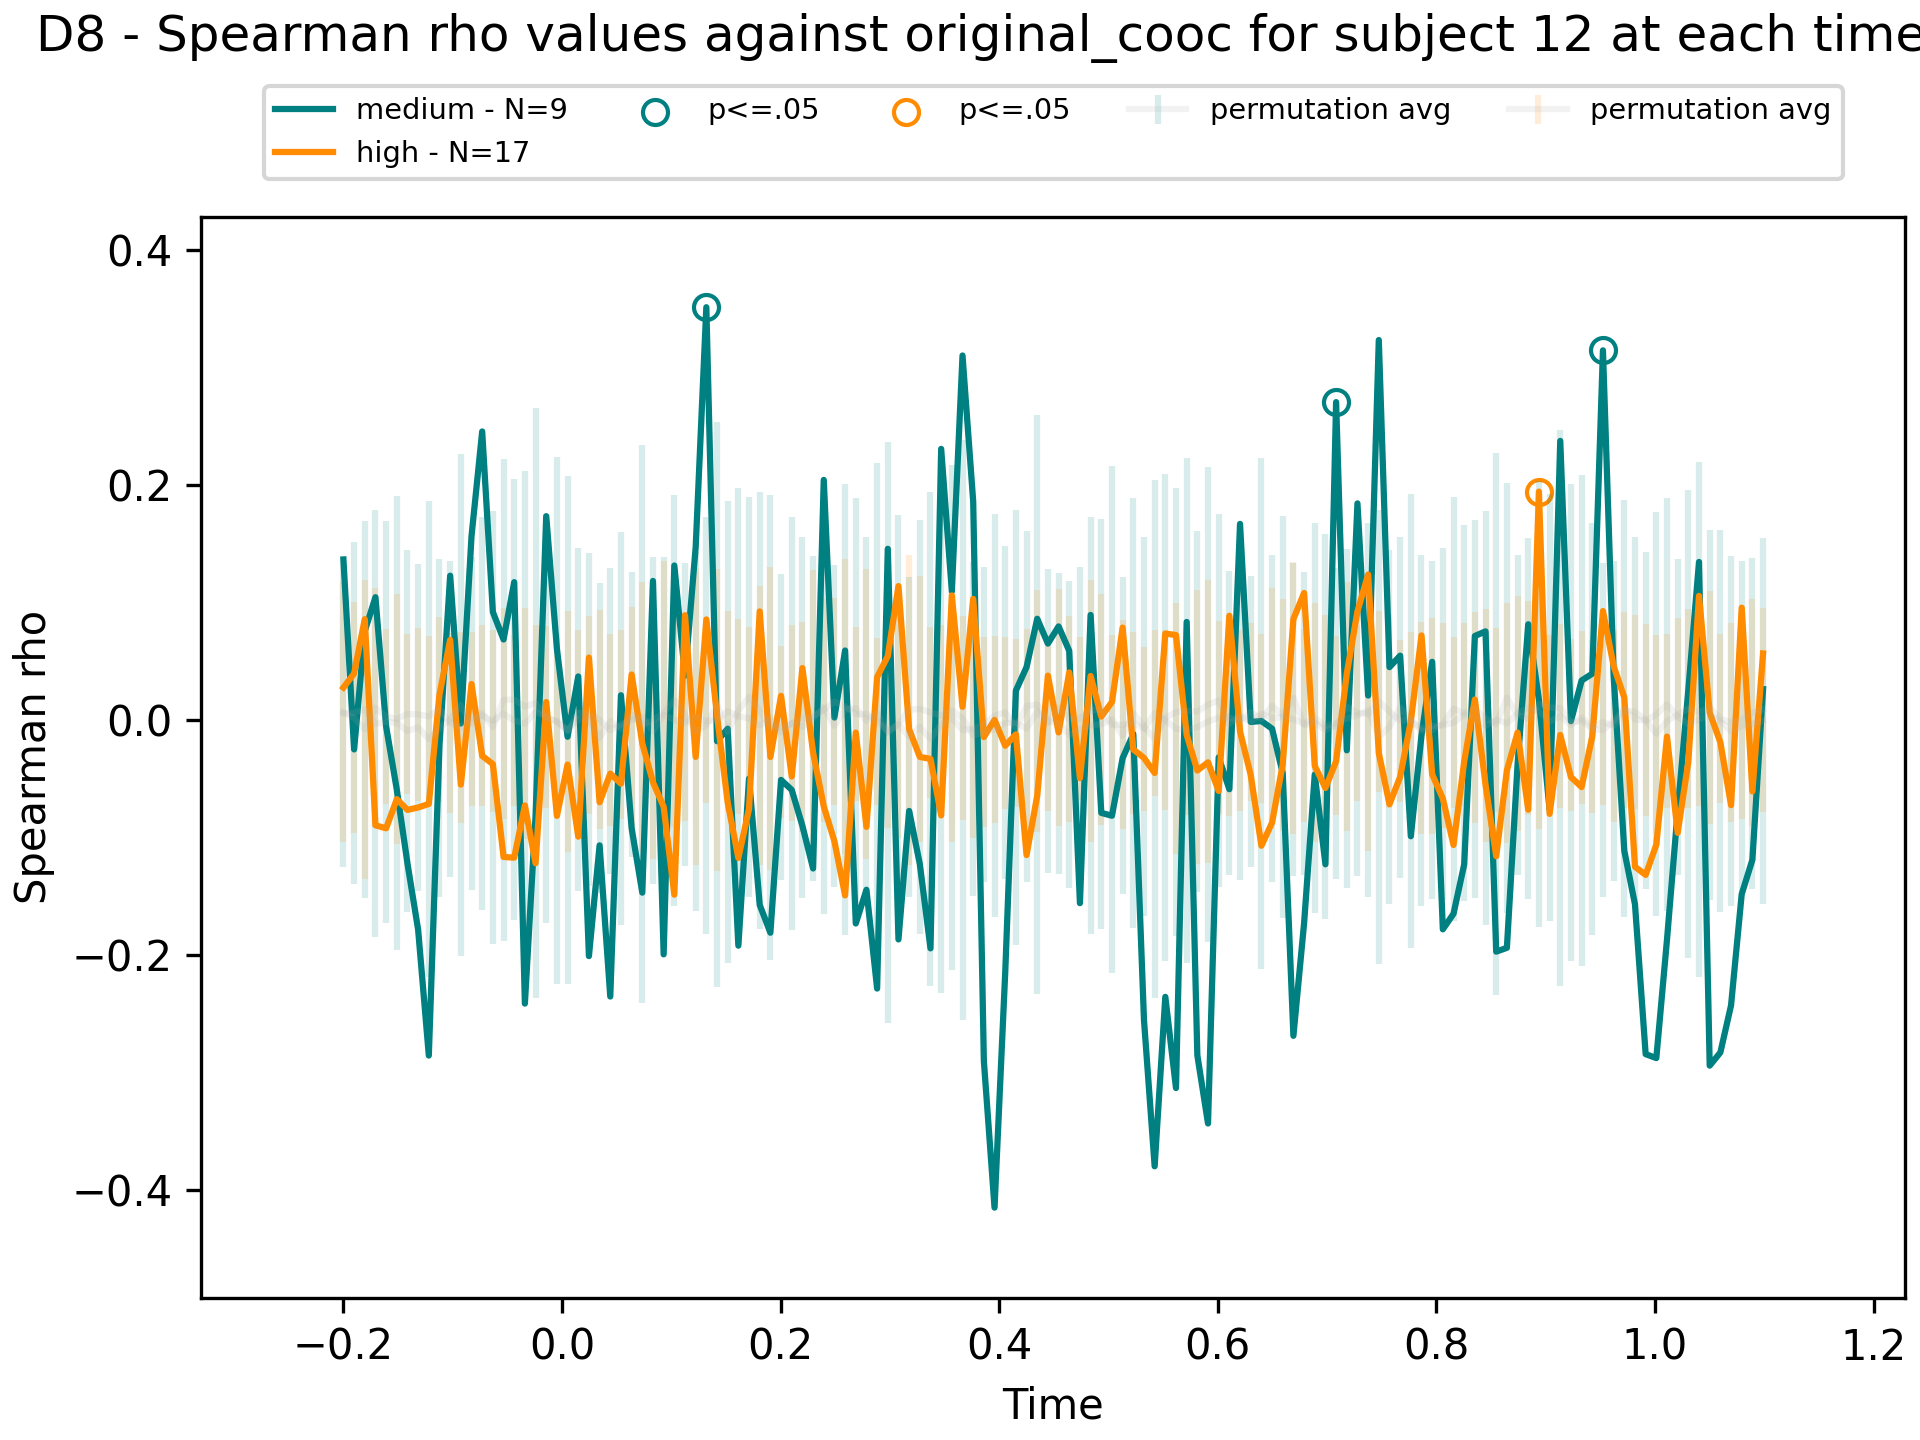 D8 - Spearman rho values against original_cooc for subject 12 at each time
medium - N=9
high - N=17
p<=.05
p<=.05
permutation avg
permutation avg
Spearman rho
0.4
0.2
0.0
−0.2
−0.4
−0.2 0.0 0.2 0.4 0.6 0.8 1.0 1.2
Time